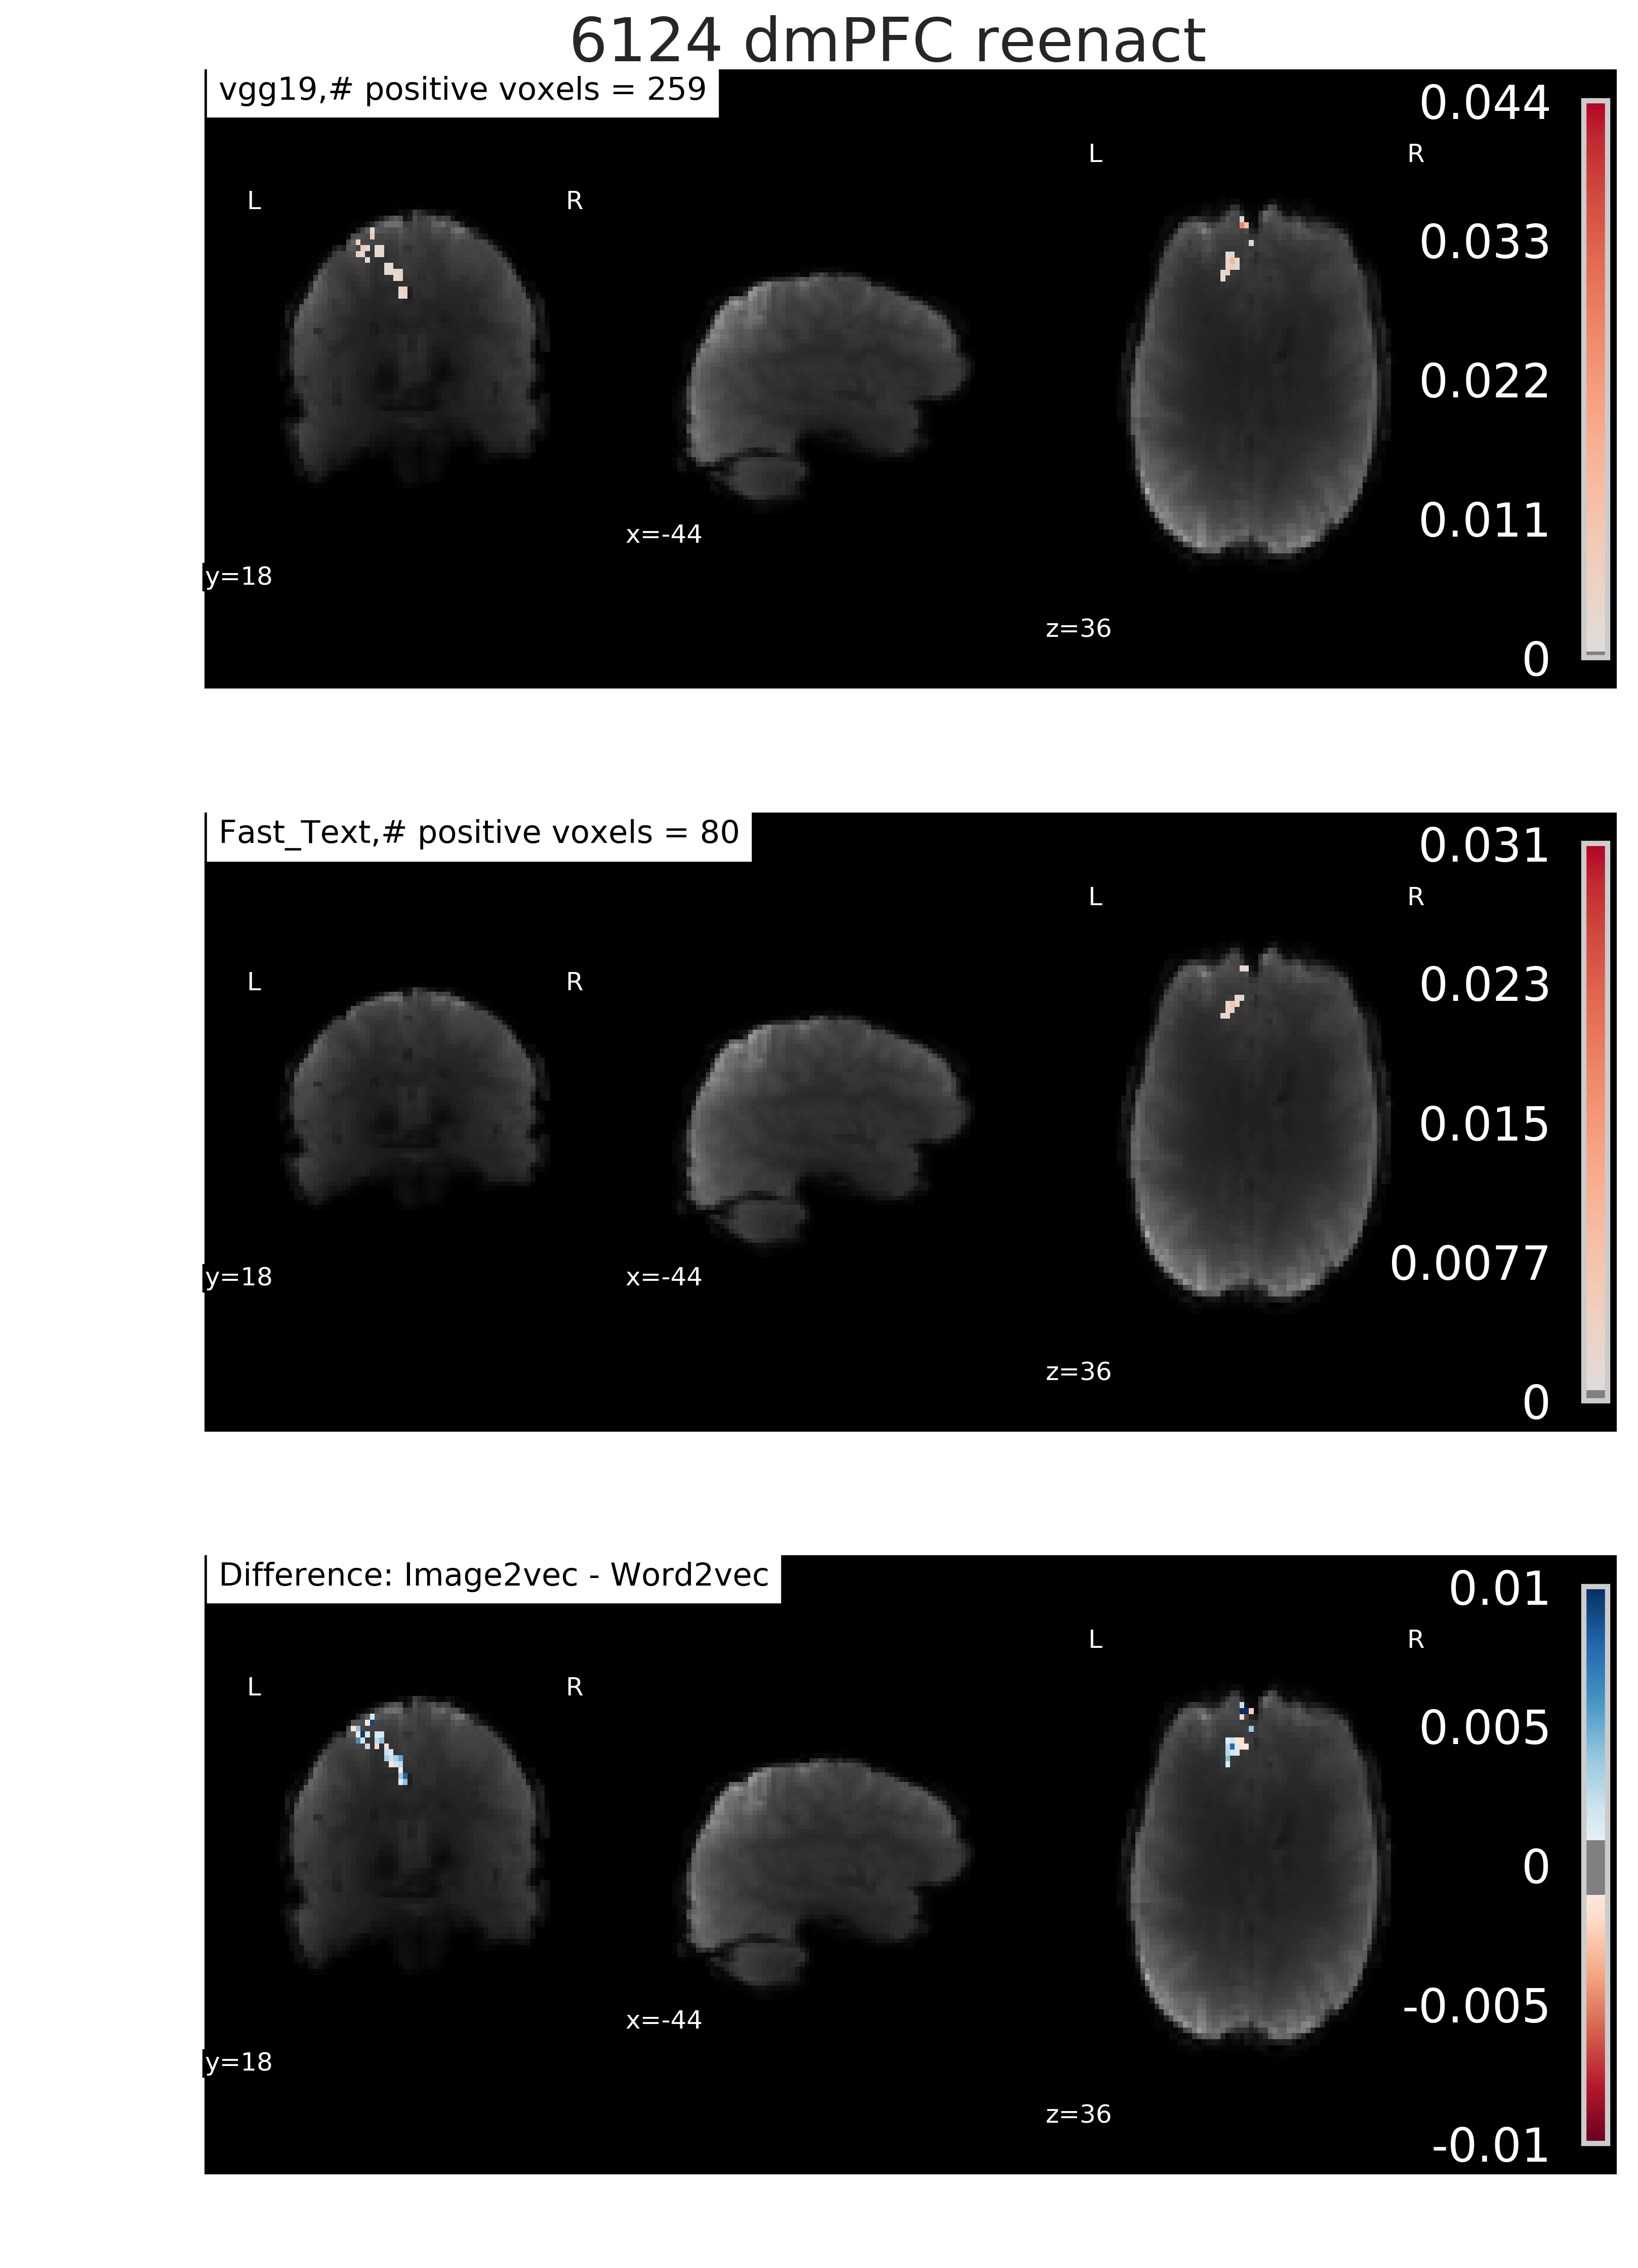 6124 dmPFC reenact
vgg19,# positive voxels = 259
0.044
L
R
L
R
0.033
0.022
0.011
x=-44
y=18
z=36
0
Fast_Text,# positive voxels = 80
0.031
L
R
L
R
0.023
0.015
0.0077
x=-44
y=18
z=36
0
Difference: Image2vec - Word2vec
0.01
L
R
L
R
0.005
0
-0.005
x=-44
y=18
z=36
-0.01